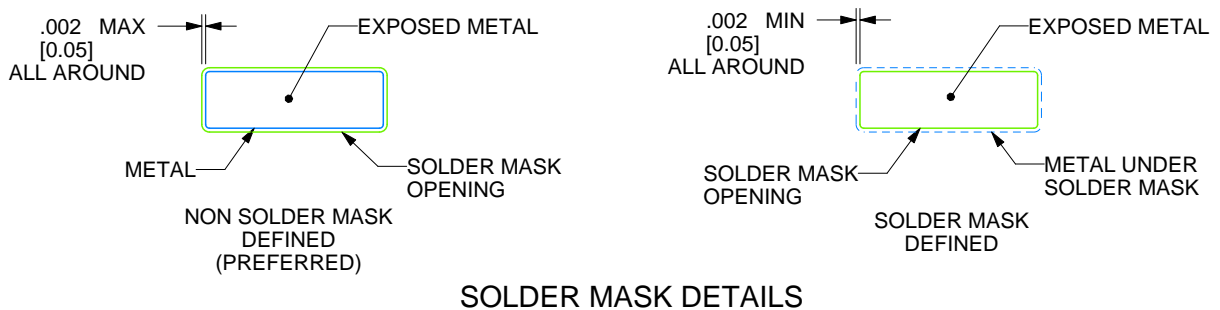 .002 MAX
[0.05]
ALL AROUND
EXPOSED METAL
METAL
SOLDER MASK
OPENING
NON SOLDER MASK
DEFINED
(PREFERRED)
.002 MIN
[0.05]
ALL AROUND
EXPOSED METAL
SOLDER MASK
OPENING
METAL UNDER
SOLDER MASK
SOLDER MASK
DEFINED
SOLDER MASK DETAILS